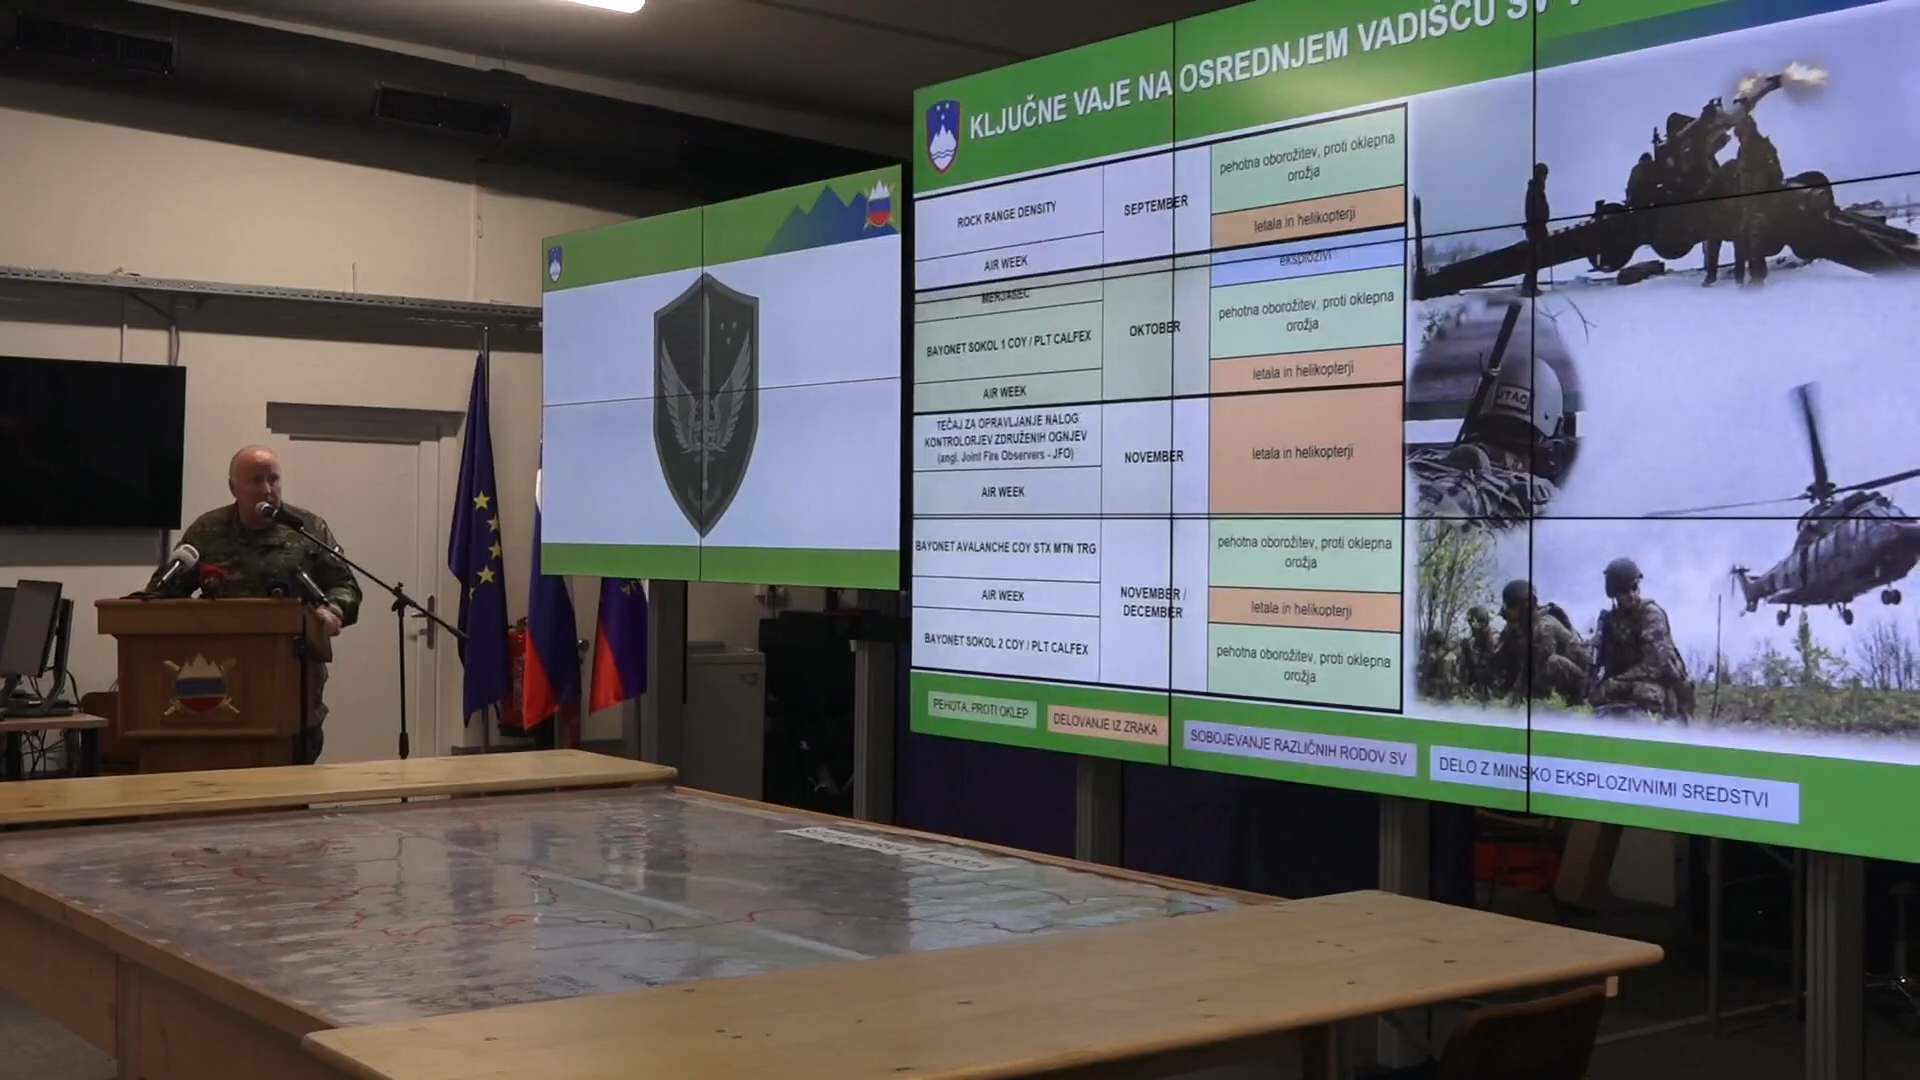 KLJUČNE VAJE NA OSREDNJEM VADIŠČU SV
ROCK RANGE DENSITY
SEPTEMBER
pehotna oborožitev, proti oklepna
orožja
letala in helikopterji
AIR WEEK
eksplozivi
MERJASEC
BAYONET SOKOL 1 COY / PLT CALFEX
OKTOBER
pehotna oborožitev, proti oklepna
orožja
AIR WEEK
letala in helikopterji
TEČAJ ZA OPRAVLJANJE NALOG
KONTROLORJEV ZDRUŽENIH OGNJEV
(angl. Joint Fire Observers - JFO)
NOVEMBER
letala in helikopterji
AIR WEEK
BAYONET AVALANCHE COY STX MTN TRG
pehotna oborožitev, proti oklepna
orožja
AIR WEEK
NOVEMBER /
DECEMBER
letala in helikopterji
BAYONET SOKOL 2 COY / PLT CALFEX
pehotna oborožitev, proti oklepna
orožja
PEHOTA, PROTI OKLEP
DELOVANJE IZ ZRAKA
SOBOJEVANJE RAZLIČNIH RODOV SV
DELO Z MINSKO EKSPLOZIVNIMI SREDSTVI
JTAC
KARTA